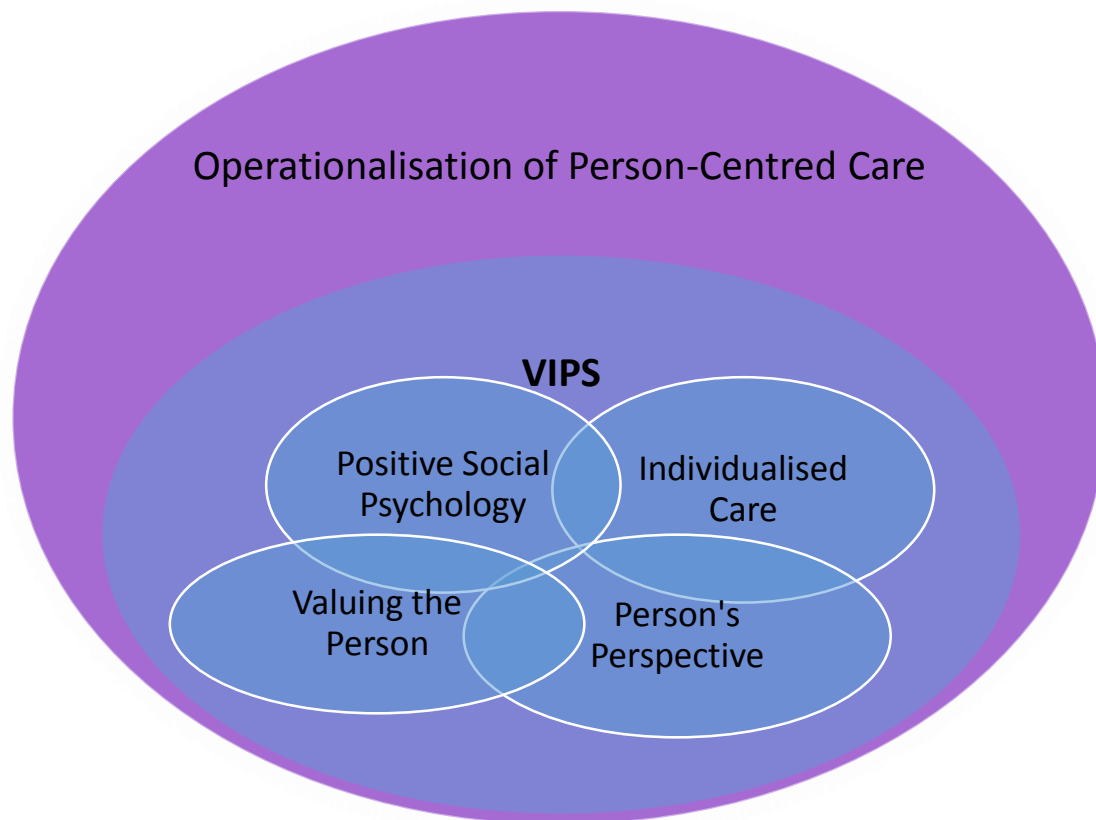 Operationalisation of Person-Centred Care
VIPS
Positive Social
Psychology
Individualised
Care
Valuing the
Person
Person's
Perspective